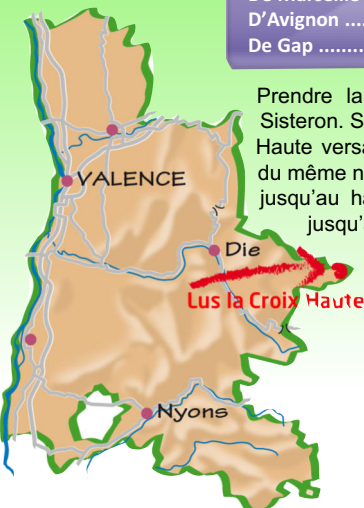 D'Avignon ....
De Gap .........
Prendre la
Sisteron. S
Haute versa
du même n
jusqu'au ha
jusqu'
VALENCE
Die
Lus la Croix Haute
Nyons